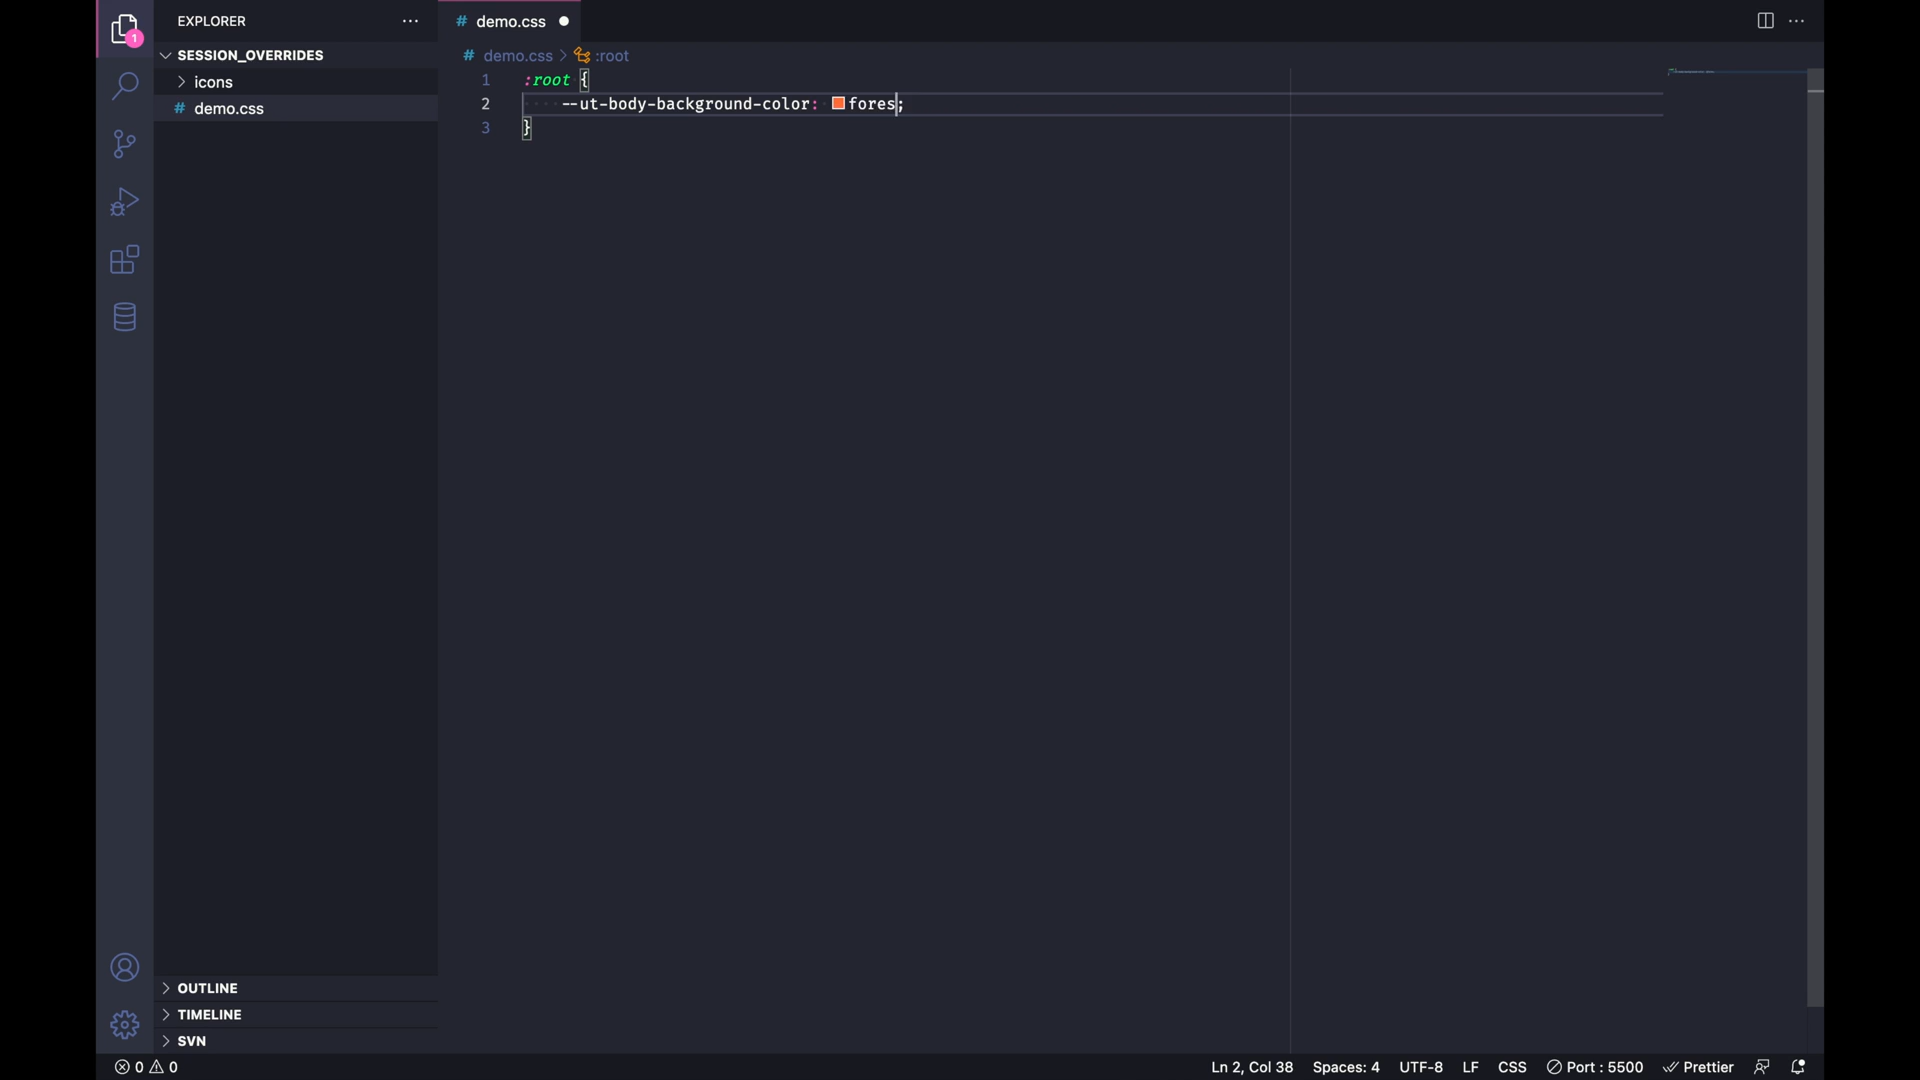 EXPLORER
SESSION_OVERRIDES
icons
# demo.css
OUTLINE
TIMELINE
SVN
1
# demo.css
# demo.css > :root
1 :root {
2 --ut-body-background-color: fores;
3 }
0 0
Ln 2, Col 38 Spaces: 4 UTF-8 LF CSS Port : 5500 Prettier